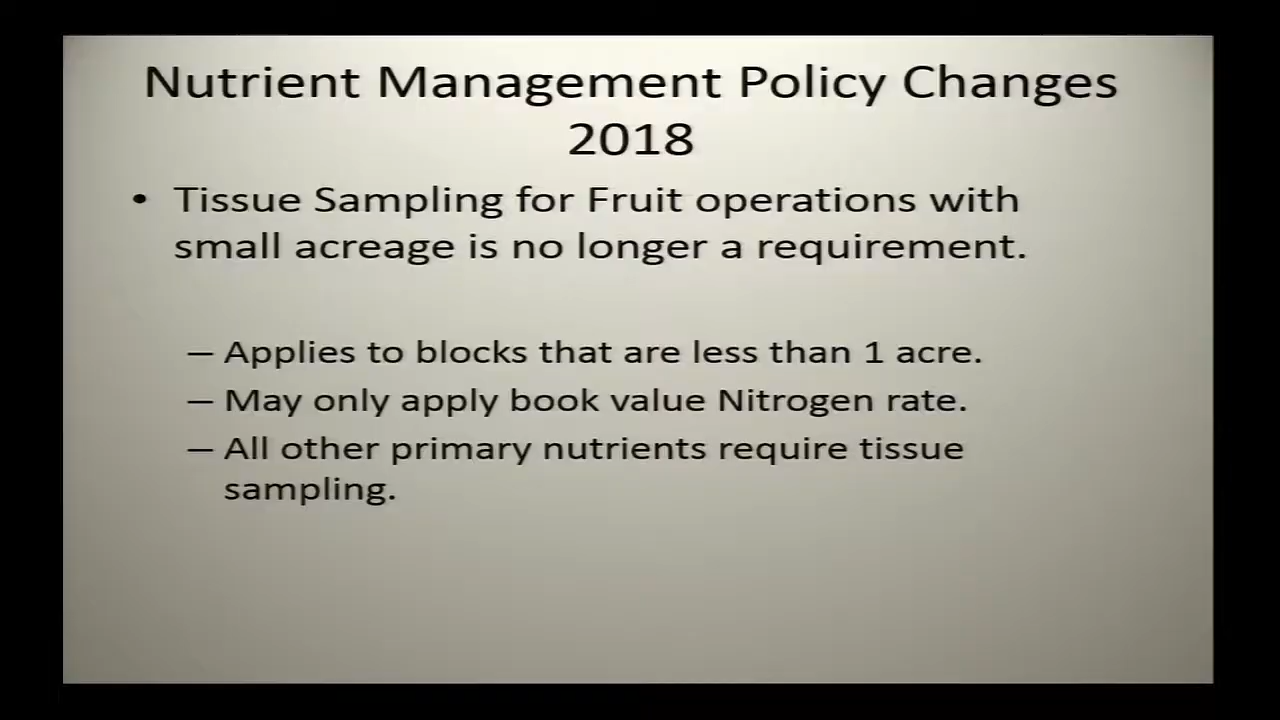 Nutrient Management Policy Changes
2018
• Tissue Sampling for Fruit operations with
small acreage is no longer a requirement.
– Applies to blocks that are less than 1 acre.
– May only apply book value Nitrogen rate.
– All other primary nutrients require tissue
sampling.